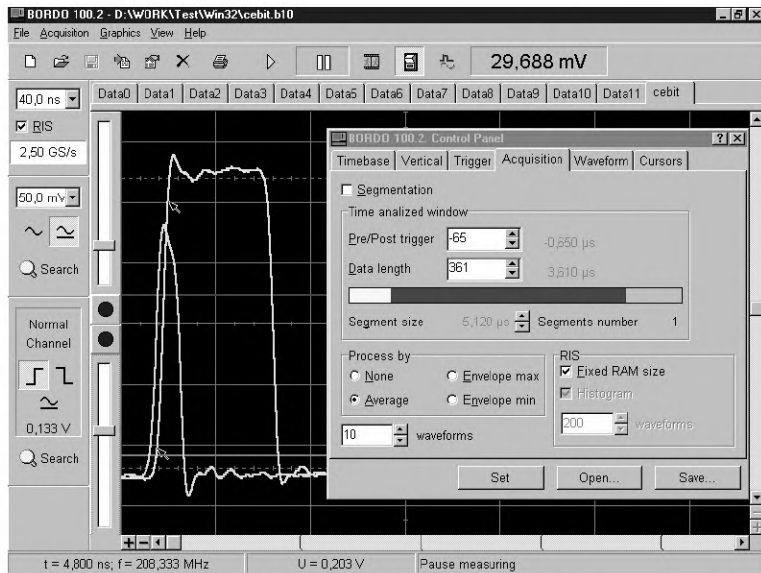 BORDO 100.2 - D:\WORK\Test\Win32\cebit.b10
File Acquisition Graphics View Help
29,688 mV
40,0 ns
Data0 Data1 Data2 Data3 Data4 Data5 Data6 Data7 Data8 Data9 Data10 Data11 cebit
RIS
2,50 GS/s
50,0 mV
Search
Normal
Channel
0,133 V
Search
BORDO 100.2. Control Panel
Timebase Vertical Trigger Acquisition Waveform Cursors
Segmentation
Time analized window
Pre/Post trigger -65 -0,650 µs
Data length 361 3,610 µs
Segment size 5,120 µs Segments number 1
Process by
None Envelope max
Average Envelope min
10 waveforms
RIS
Fixed RAM size
Histogram
200 waveforms
Set Open... Save...
t = 4,800 ns; f = 208,333 MHz U = 0,203 V Pause measuring